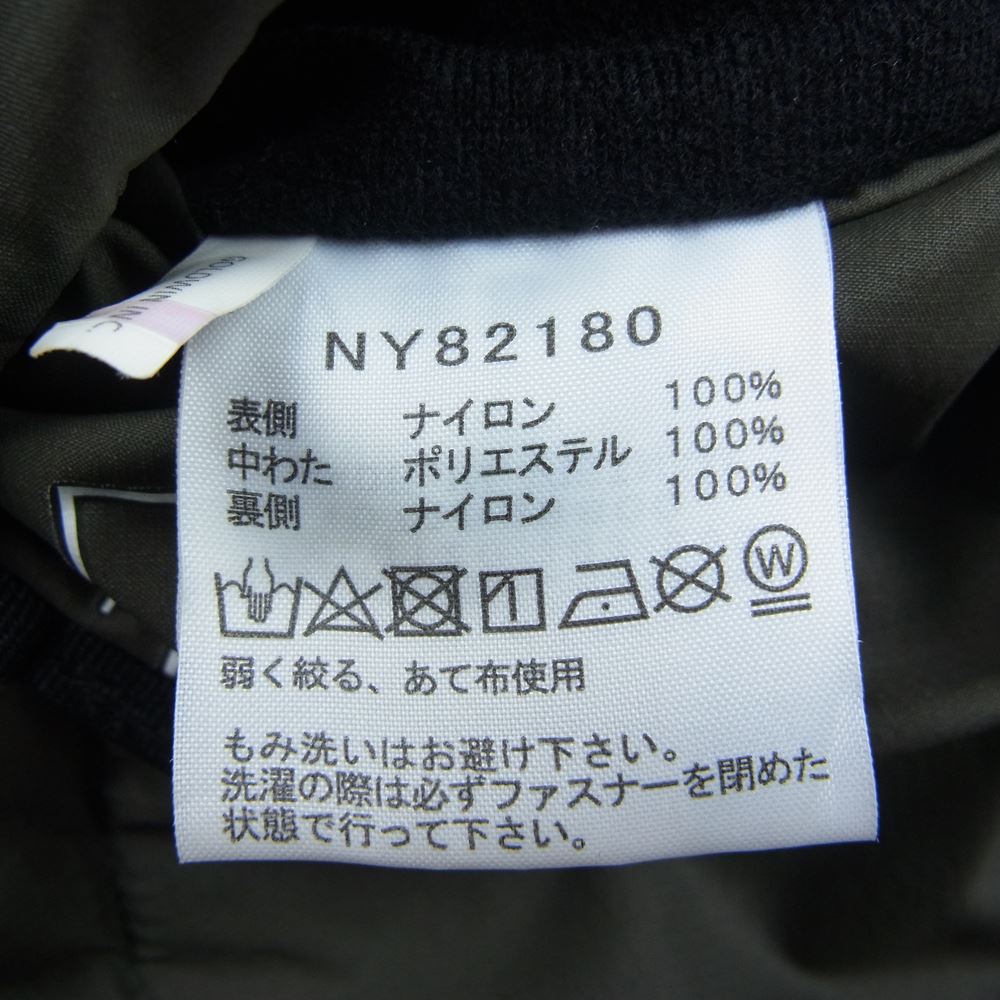 GOLDWIN INC.
NY82180
表側 ナイロン 100%
中わた ポリエステル 100%
裏側 ナイロン 100%
W
弱く絞る、あて布使用
もみ洗いはお避け下さい。
洗濯の際は必ずファスナーを閉めた
状態で行って下さい。